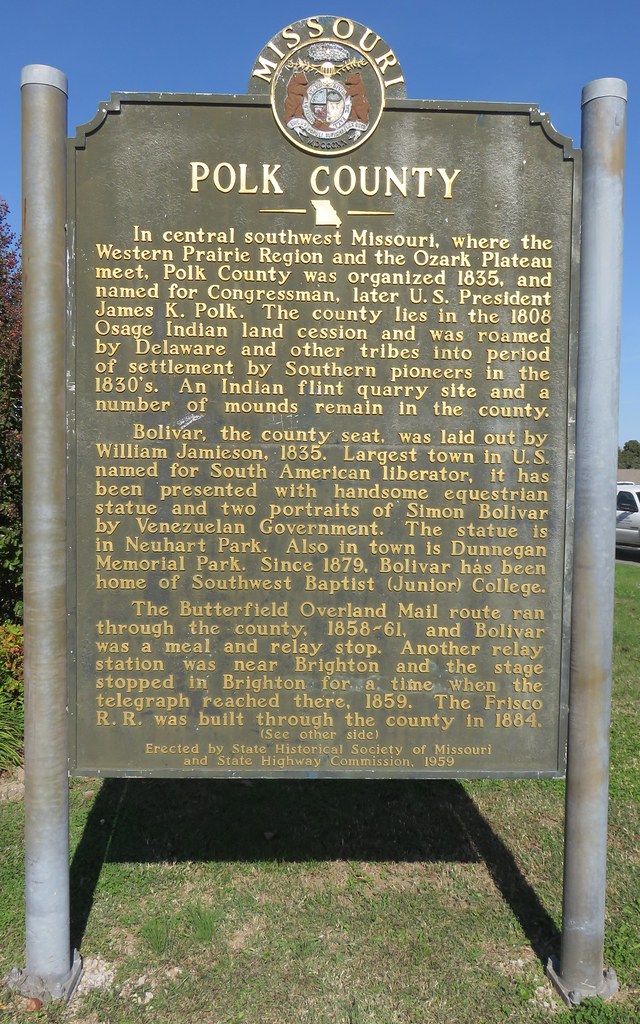 MISSOURI
MDCCCXX
POLK COUNTY
In central southwest Missouri, where the
Western Prairie Region and the Ozark Plateau
meet, Polk County was organized 1835, and
named for Congressman, later U.S. President
James K. Polk. The county lies in the 1808
Osage Indian land cession and was roamed
by Delaware and other tribes into period
of settlement by Southern pioneers in the
1830's. An Indian flint quarry site and a
number of mounds remain in the county.
Bolivar, the county seat, was laid out by
William Jamieson, 1835. Largest town in U.S.
named for South American liberator, it has
been presented with handsome equestrian
statue and two portraits of Simon Bolivar
by Venezuelan Government. The statue is
in Neuhart Park. Also in town is Dunnegan
Memorial Park. Since 1879, Bolivar has been
home of Southwest Baptist (Junior) College.
The Butterfield Overland Mail route ran
through the county, 1858-61, and Bolivar
was a meal and relay stop. Another relay
station was near Brighton and the stage
stopped in Brighton for a time when the
telegraph reached there, 1859. The Frisco
R.R. was built through the county in 1884.
(See other side)
Erected by State Historical Society of Missouri
and State Highway Commission, 1959